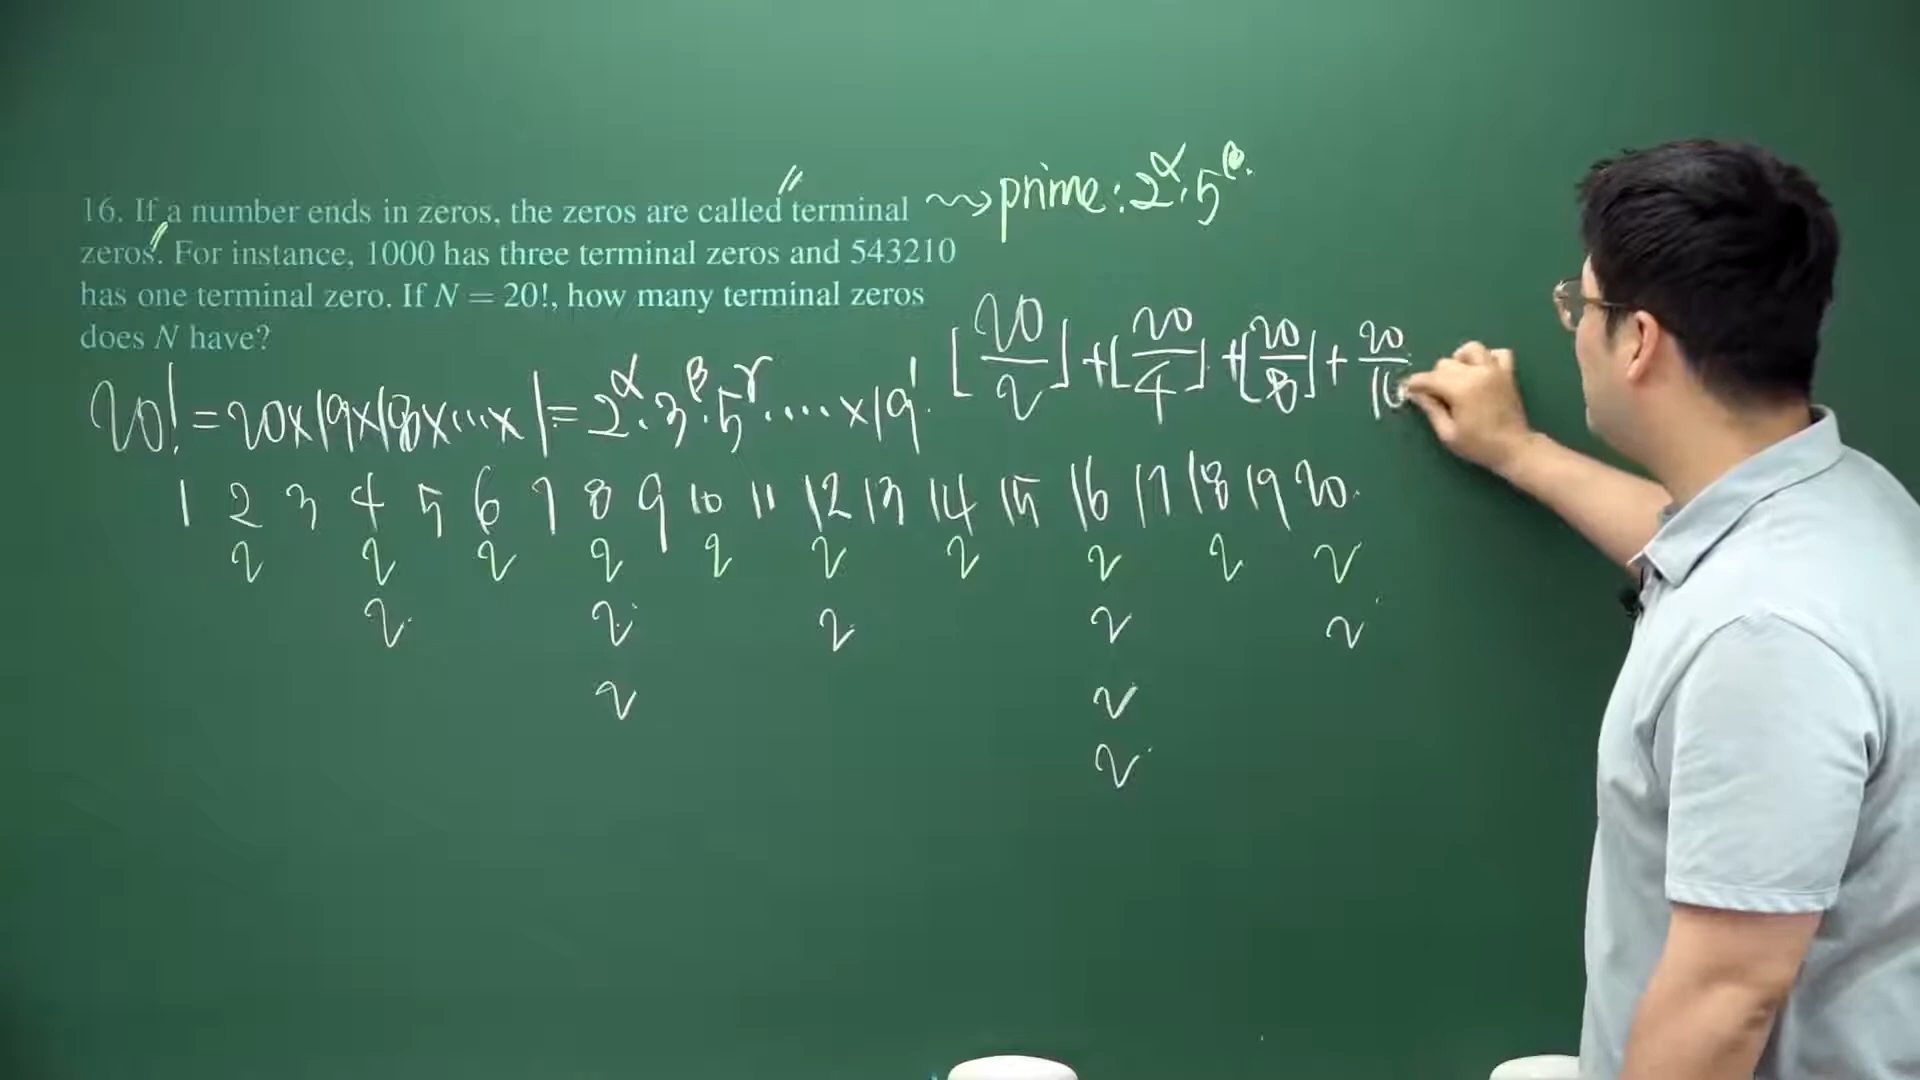 16. If a number ends in zeros, the zeros are called terminal
zeros. For instance, 1000 has three terminal zeros and 543210
has one terminal zero. If N = 20!, how many terminal zeros
does N have?
⇝ prime: 2^α · 5^β.
20! = 20×19×18×...×1 = 2^α · 3^β · 5^γ ..... ×19^1.
[20/2] + [20/4] + [20/8] + 20/16
1 2 3 4 5 6 7 8 9 10 11 12 13 14 15 16 17 18 19 20.
2 2 2 2 2 2 2 2 2 2
2 2 2 2 2
2 2
2